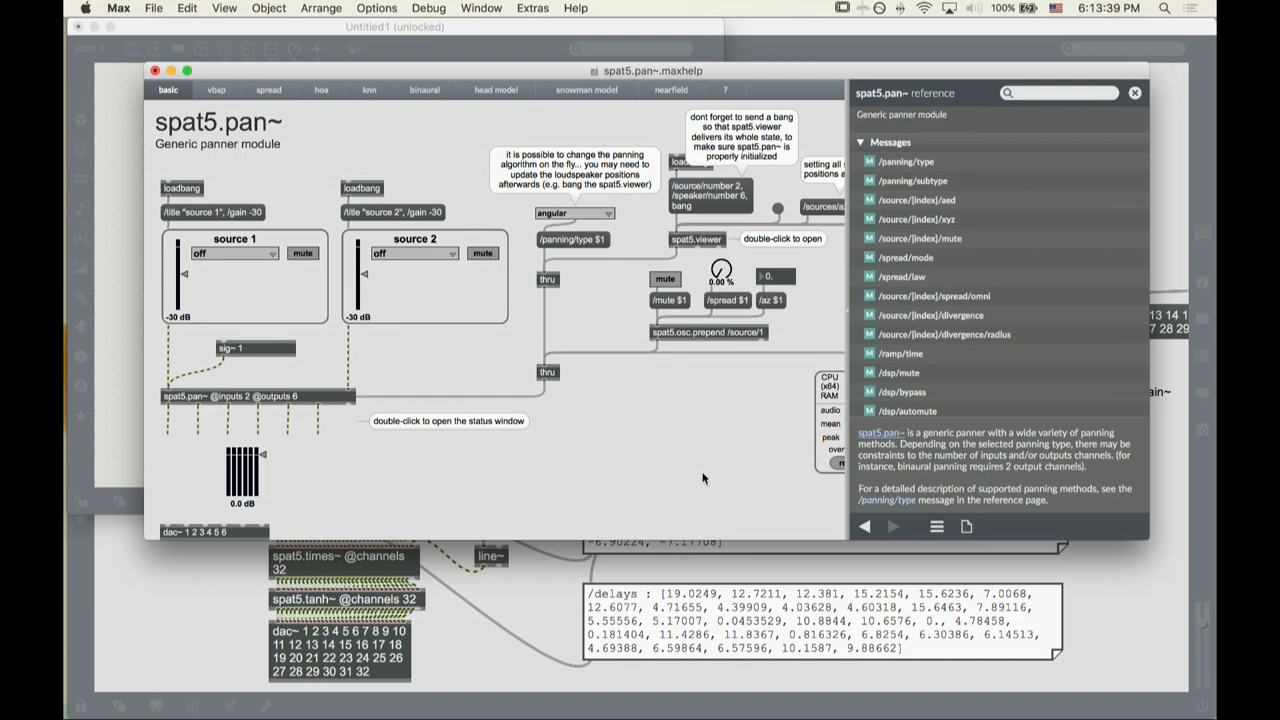 Max File Edit View Object Arrange Options Debug Window Extras Help 100% 6:13:39 PM
Untitled1 (unlocked)
spat5.pan~.maxhelp
basic vbap spread hoa knn binaural head model snowman model nearfield ?
spat5.pan~
Generic panner module
loadbang
/title "source 1", /gain -30
source 1
off
mute
-30 dB
loadbang
/title "source 2", /gain -30
source 2
off
mute
-30 dB
sig~ 1
spat5.pan~ @inputs 2 @outputs 6
double-click to open the status window
0.0 dB
dac~ 1 2 3 4 5 6
it is possible to change the panning
algorithm on the fly... you may need to
update the loudspeaker positions
afterwards (e.g. bang the spat5.viewer)
angular
/panning/type $1
thru
thru
dont forget to send a bang
so that spat5.viewer
delivers its whole state, to
make sure spat5.pan~ is
properly initialized
/source/number 2,
/speaker/number 6,
bang
setting all
positions a
/sources/a
spat5.viewer
double-click to open
mute
0.00 %
0.
/mute $1
/spread $1
/az $1
spat5.osc.prepend /source/1
CPU
(x64)
RAM
audio
mean
peak
over
spat5.pan~ reference
Generic panner module
Messages
M /panning/type
M /panning/subtype
M /source/[index]/aed
M /source/[index]/xyz
M /source/[index]/mute
M /spread/mode
M /spread/law
M /source/[index]/spread/omni
M /source/[index]/divergence
M /source/[index]/divergence/radius
M /ramp/time
M /dsp/mute
M /dsp/bypass
M /dsp/automute
spat5.pan~ is a generic panner with a wide variety of panning
methods. Depending on the selected panning type, there may be
constraints to the number of inputs and/or outputs channels. (for
instance, binaural panning requires 2 output channels).
For a detailed description of supported panning methods, see the
/panning/type message in the reference page.
13 14 1
7 28 29
ain~
spat5.times~ @channels
32
line~
spat5.tanh~ @channels 32
dac~ 1 2 3 4 5 6 7 8 9 10
11 12 13 14 15 16 17 18
19 20 21 22 23 24 25 26
27 28 29 30 31 32
-6.90224, -7.17708]
/delays : [19.0249, 12.7211, 12.381, 15.2154, 15.6236, 7.0068,
12.6077, 4.71655, 4.39909, 4.03628, 4.60318, 15.6463, 7.89116,
5.55556, 5.17007, 0.0453529, 10.8844, 10.6576, 0., 4.78458,
0.181404, 11.4286, 11.8367, 0.816326, 6.8254, 6.30386, 6.14513,
4.69388, 6.59864, 6.57596, 10.1587, 9.88662]